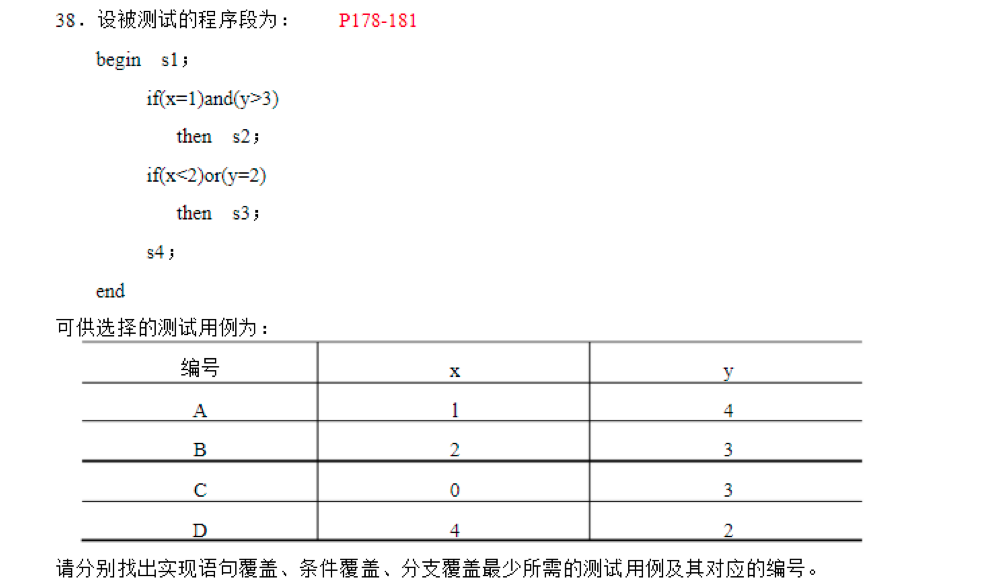 38．设被测试的程序段为： P178-181
begin s1；
if(x=1)and(y>3)
then s2；
if(x<2)or(y=2)
then s3；
s4；
end
可供选择的测试用例为：
编号 x y
A 1 4
B 2 3
C 0 3
D 4 2
请分别找出实现语句覆盖、条件覆盖、分支覆盖最少所需的测试用例及其对应的编号。